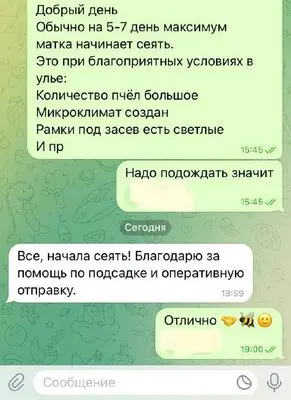 Добрый день
Обычно на 5-7 день максимум
матка начинает сеять.
Это при благоприятных условиях в
улье:
Количество пчёл большое
Микроклимат создан
Рамки под засев есть светлые
И пр
15:45
Надо подождать значит
15:46
Сегодня
Все, начала сеять! Благодарю за
помощь по подсадке и оперативную
отправку.
18:59
Отлично 🤝🐝🙂
19:00
Сообщение